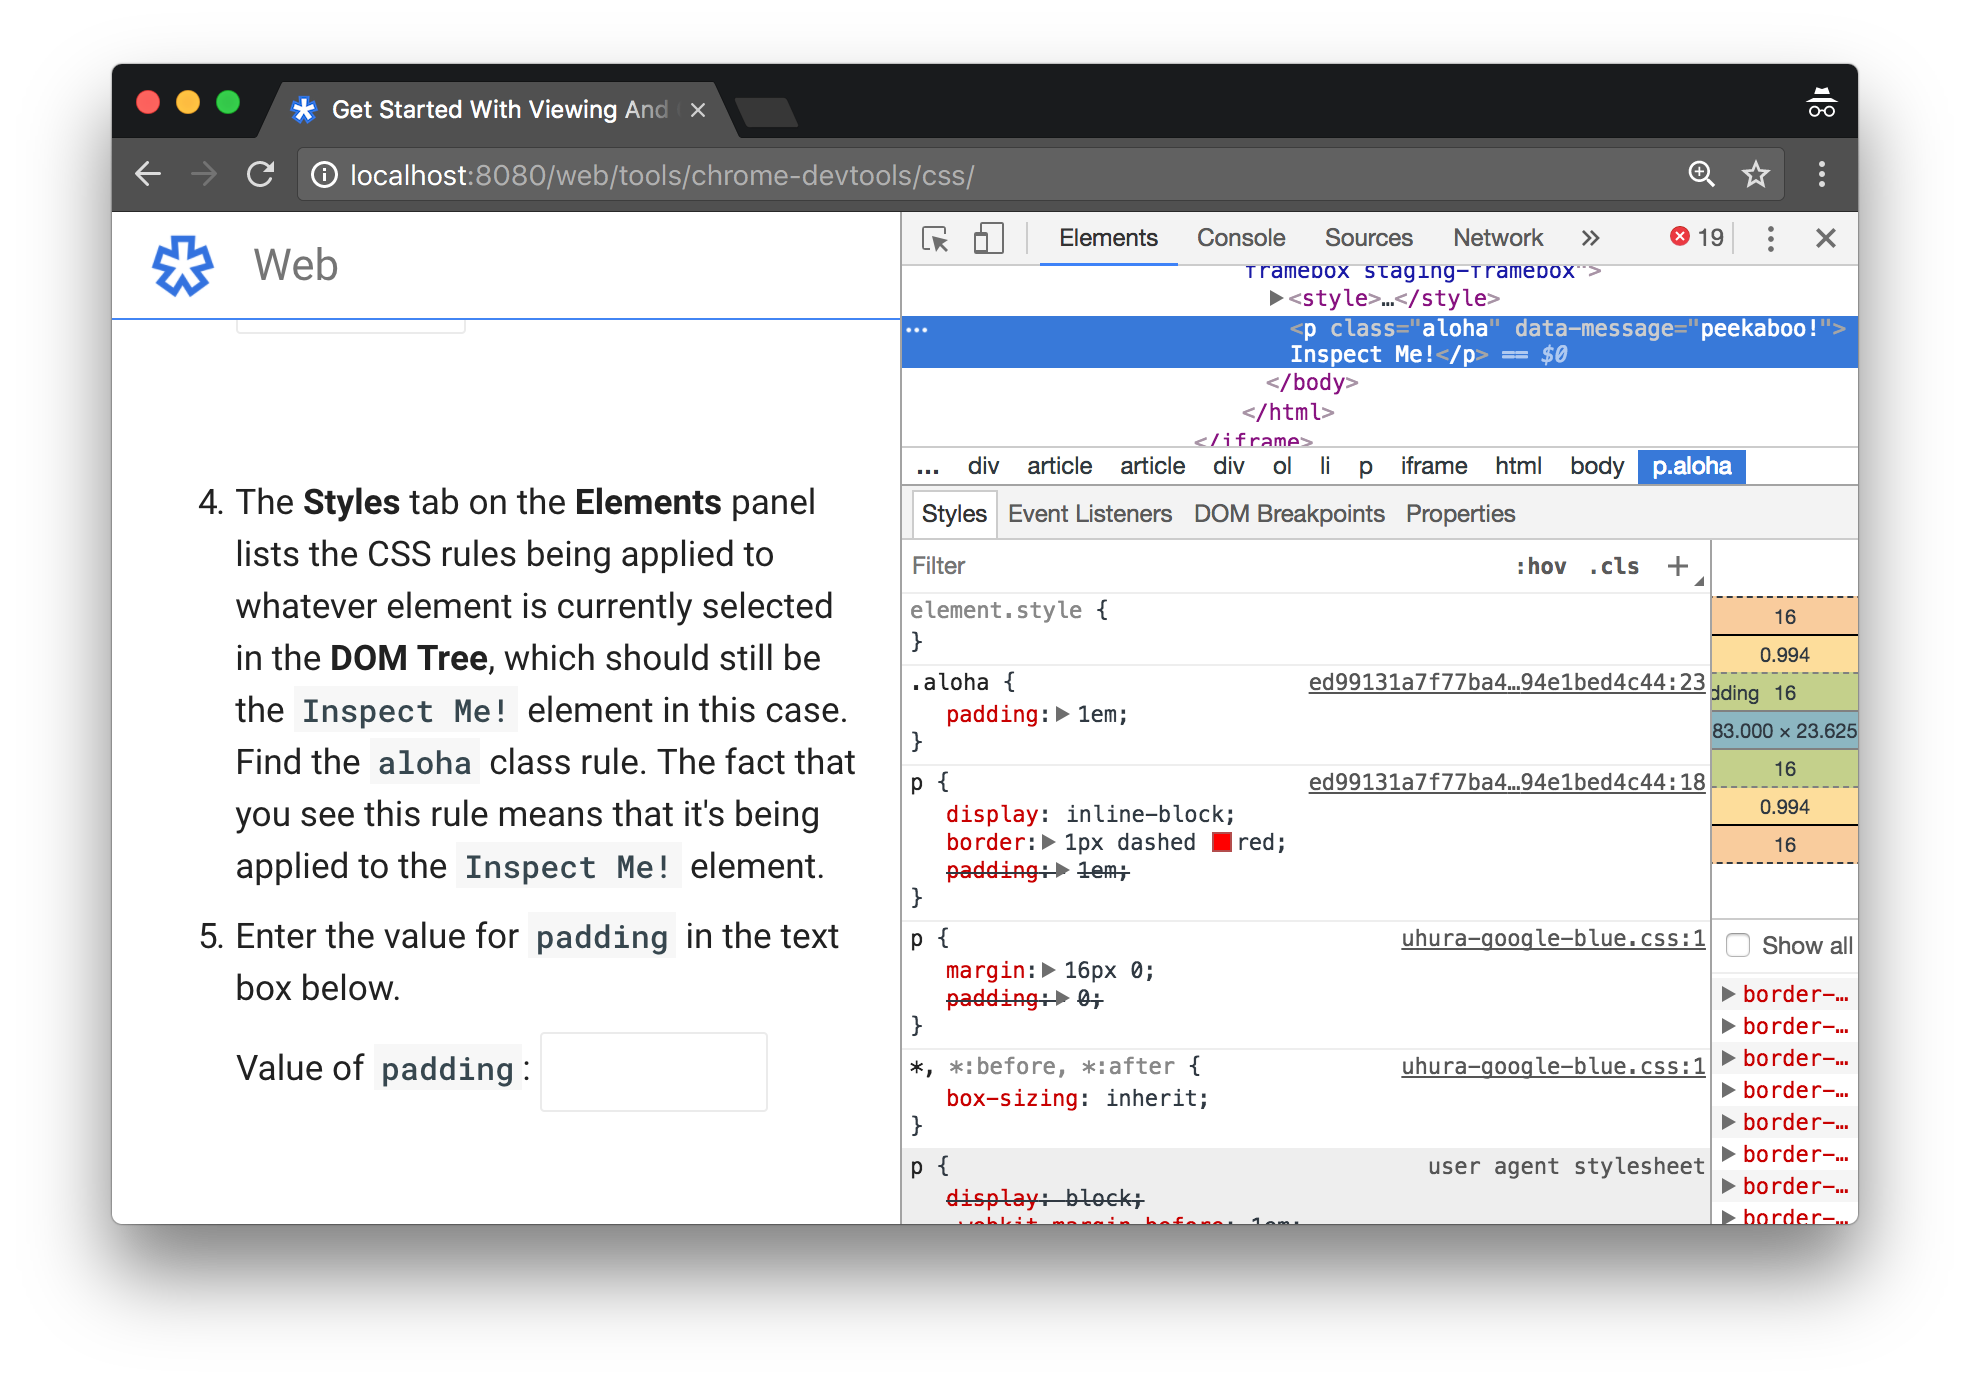 Get Started With Viewing And
localhost:8080/web/tools/chrome-devtools/css/
Web
4. The Styles tab on the Elements panel
lists the CSS rules being applied to
whatever element is currently selected
in the DOM Tree, which should still be
the Inspect Me! element in this case.
Find the aloha class rule. The fact that
you see this rule means that it's being
applied to the Inspect Me! element.
5. Enter the value for padding in the text
box below.
Value of padding:
Elements Console Sources Network » 19
framebox staging-framebox">
<style>…</style>
… <p class="aloha" data-message="peekaboo!">
Inspect Me!</p> == $0
</body>
</html>
</iframe>
... div article article div ol li p iframe html body p.aloha
Styles Event Listeners DOM Breakpoints Properties
Filter :hov .cls +
element.style {
}
.aloha { ed99131a7f77ba4…94e1bed4c44:23
padding: 1em;
}
p { ed99131a7f77ba4…94e1bed4c44:18
display: inline-block;
border: 1px dashed red;
padding: 1em;
}
p { uhura-google-blue.css:1
margin: 16px 0;
padding: 0;
}
*, *:before, *:after { uhura-google-blue.css:1
box-sizing: inherit;
}
p { user agent stylesheet
display: block;
-webkit-margin-before: 1em;
16
0.994
dding 16
83.000 × 23.625
16
0.994
16
Show all
border-…
border-…
border-…
border-…
border-…
border-…
border-…
border-…